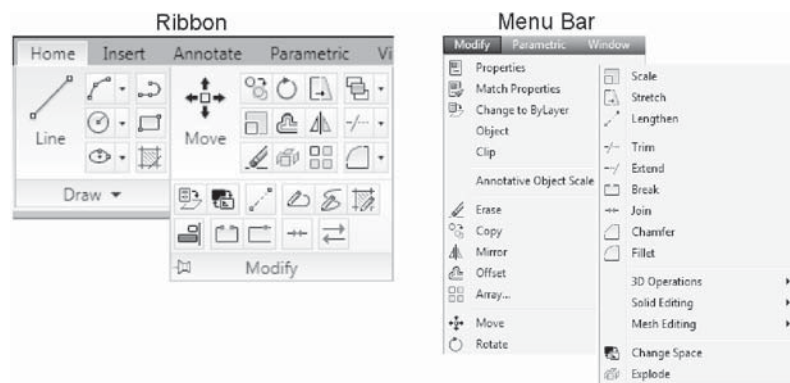 Ribbon
Home Insert Annotate Parametric Vi
Line
Move
Draw
Modify
Menu Bar
Modify Parametric Window
Properties
Match Properties
Change to ByLayer
Object
Clip
Annotative Object Scale
Erase
Copy
Mirror
Offset
Array...
Move
Rotate
Scale
Stretch
Lengthen
Trim
Extend
Break
Join
Chamfer
Fillet
3D Operations
Solid Editing
Mesh Editing
Change Space
Explode